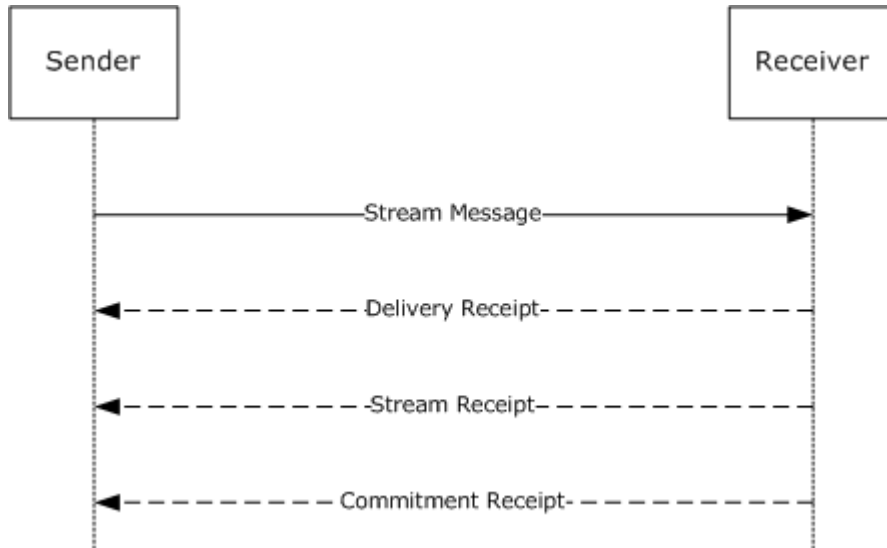 Sender
Receiver
Stream Message
Delivery Receipt
Stream Receipt
Commitment Receipt